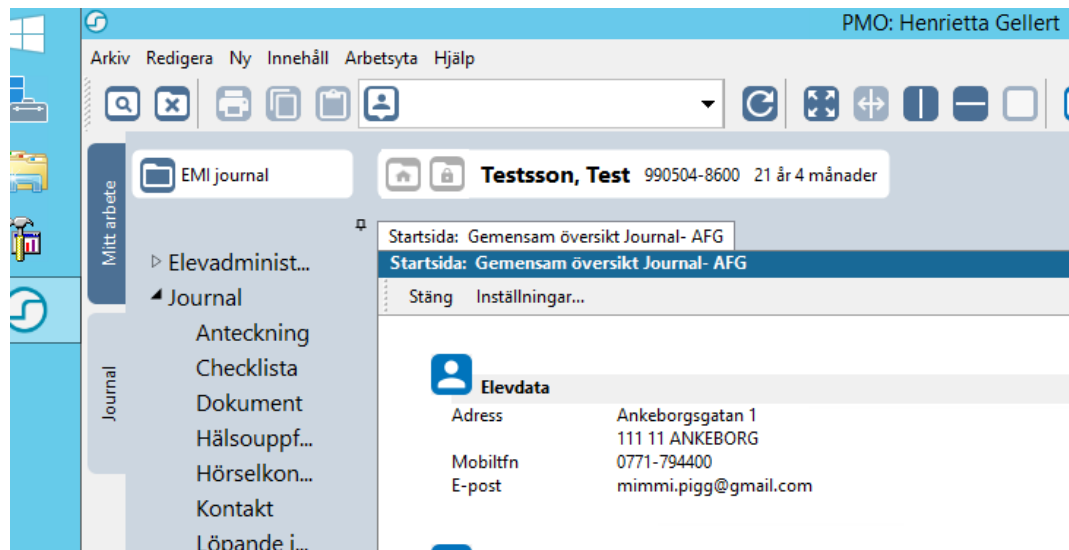 PMO: Henrietta Gellert
Arkiv Redigera Ny Innehåll Arbetsyta Hjälp
Mitt arbete
Journal
EMI journal
Elevadminist...
Journal
Anteckning
Checklista
Dokument
Hälsouppf...
Hörselkon...
Kontakt
Löpande j...
Testsson, Test 990504-8600 21 år 4 månader
Startsida: Gemensam översikt Journal- AFG
Startsida: Gemensam översikt Journal- AFG
Stäng Inställningar...
Elevdata
Adress Ankeborgsgatan 1
111 11 ANKEBORG
Mobiltfn 0771-794400
E-post mimmi.pigg@gmail.com